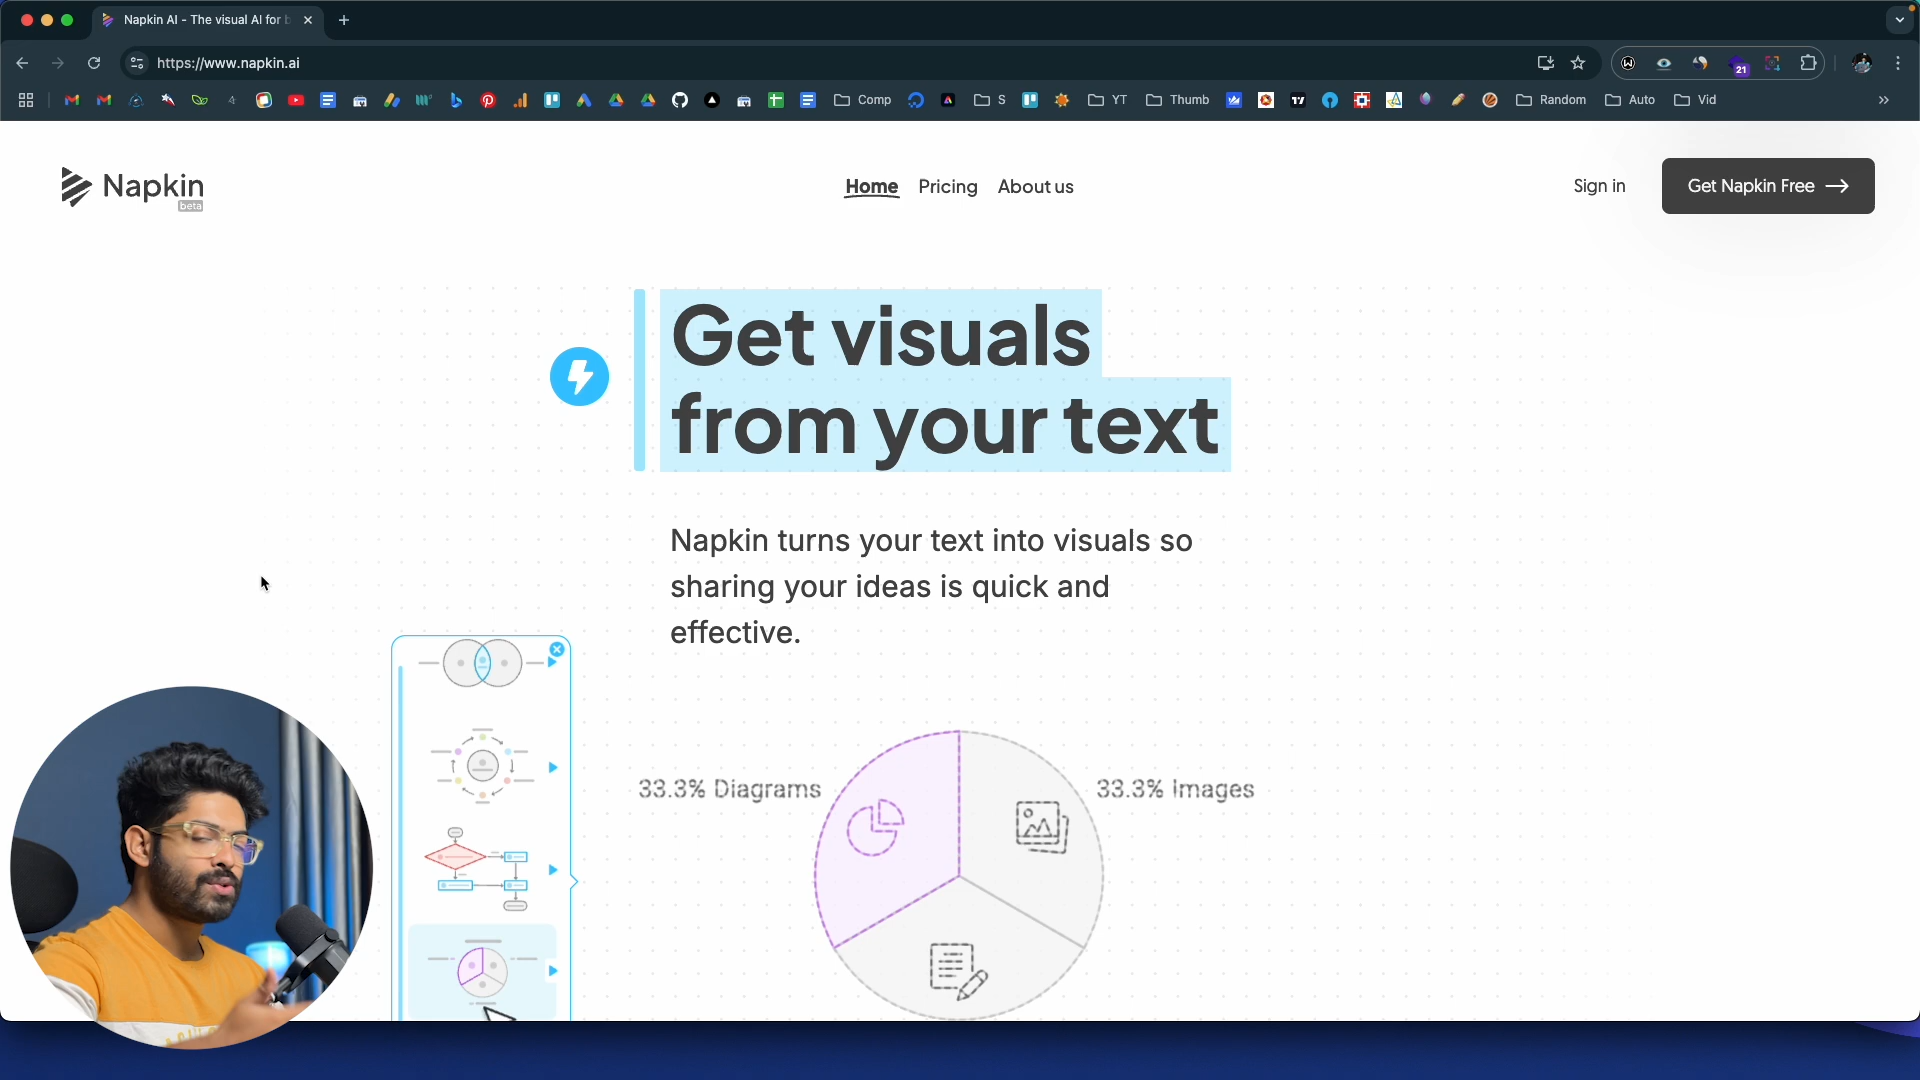 Napkin AI - The visual AI for b
https://www.napkin.ai
21
Comp
S
YT
Thumb
Random
Auto
Vid
Napkin
beta
Home
Pricing
About us
Sign in
Get Napkin Free
Get visuals
from your text
Napkin turns your text into visuals so
sharing your ideas is quick and
effective.
33.3% Diagrams
33.3% Images